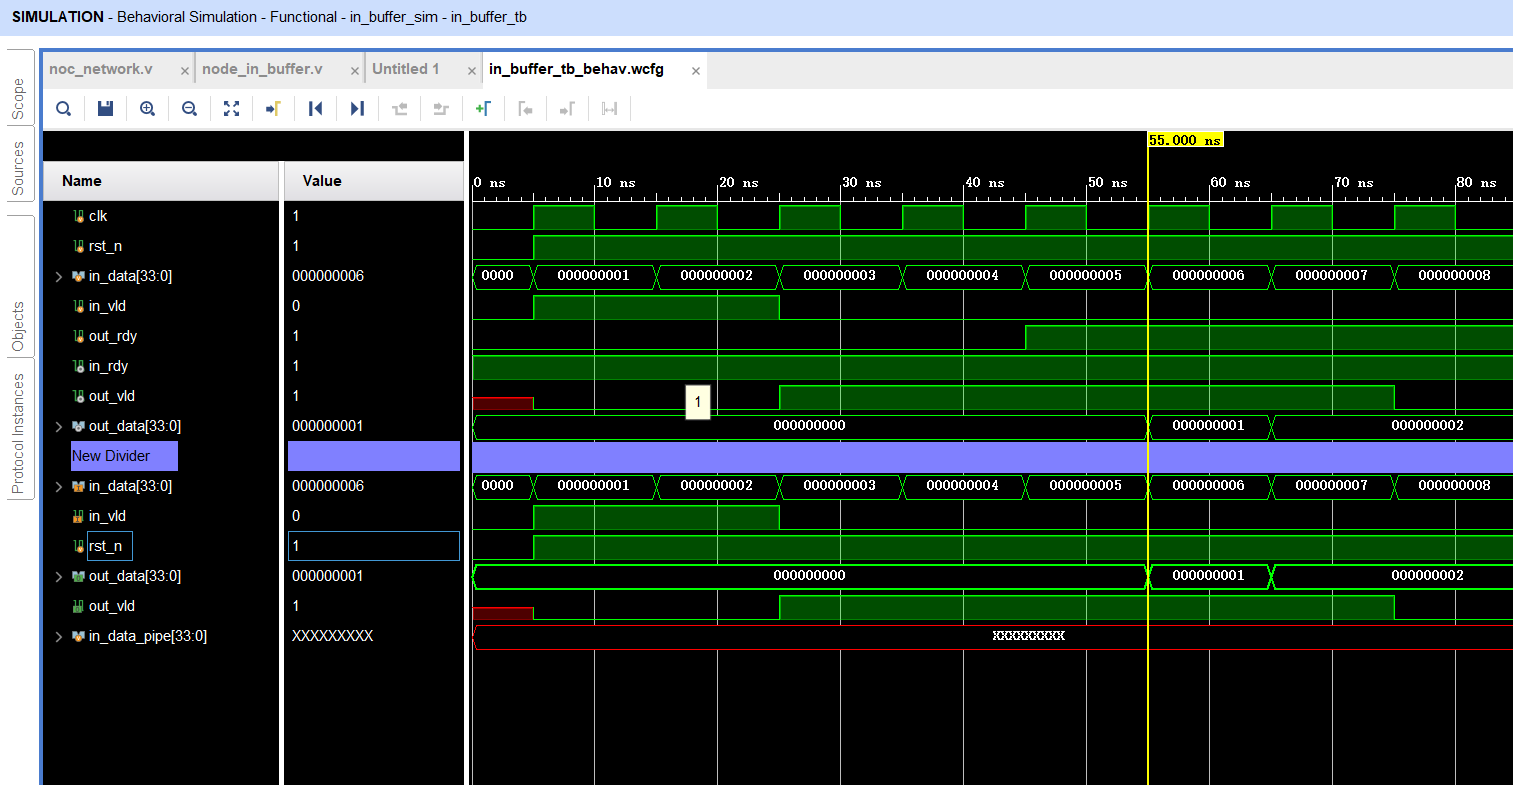 SIMULATION - Behavioral Simulation - Functional - in_buffer_sim - in_buffer_tb
noc_network.v × node_in_buffer.v × Untitled 1 × in_buffer_tb_behav.wcfg ×
Scope
Sources
Objects
Protocol Instances
55.000 ns
Name Value
0 ns 10 ns 20 ns 30 ns 40 ns 50 ns 60 ns 70 ns 80 ns
clk 1
rst_n 1
in_data[33:0] 000000006 0000 000000001 000000002 000000003 000000004 000000005 000000006 000000007 000000008
in_vld 0
out_rdy 1
in_rdy 1
out_vld 1 1
out_data[33:0] 000000001 000000000 000000001 000000002
New Divider
in_data[33:0] 000000006 0000 000000001 000000002 000000003 000000004 000000005 000000006 000000007 000000008
in_vld 0
rst_n 1
out_data[33:0] 000000001 000000000 000000001 000000002
out_vld 1
in_data_pipe[33:0] XXXXXXXXX XXXXXXXXX